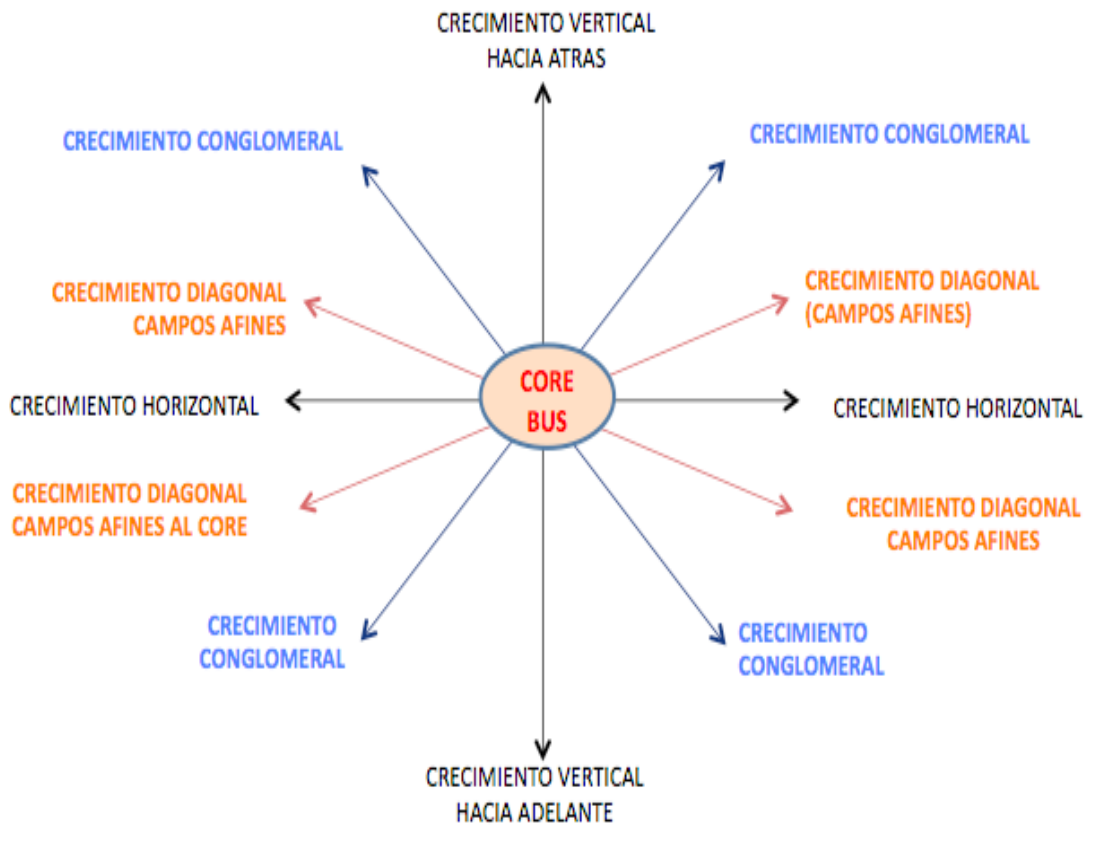 CRECIMIENTO VERTICAL
HACIA ATRAS
CRECIMIENTO CONGLOMERAL
CRECIMIENTO CONGLOMERAL
CRECIMIENTO DIAGONAL
CAMPOS AFINES
CRECIMIENTO DIAGONAL
(CAMPOS AFINES)
CORE
BUS
CRECIMIENTO HORIZONTAL
CRECIMIENTO HORIZONTAL
CRECIMIENTO DIAGONAL
CAMPOS AFINES AL CORE
CRECIMIENTO DIAGONAL
CAMPOS AFINES
CRECIMIENTO
CONGLOMERAL
CRECIMIENTO
CONGLOMERAL
CRECIMIENTO VERTICAL
HACIA ADELANTE